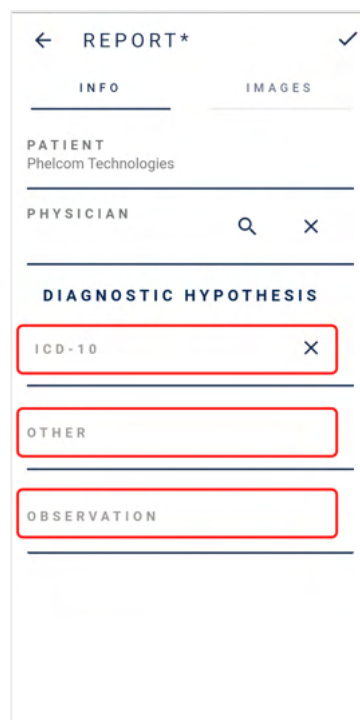 REPORT*
INFO IMAGES
PATIENT
Phelcom Technologies
PHYSICIAN
DIAGNOSTIC HYPOTHESIS
ICD-10
OTHER
OBSERVATION